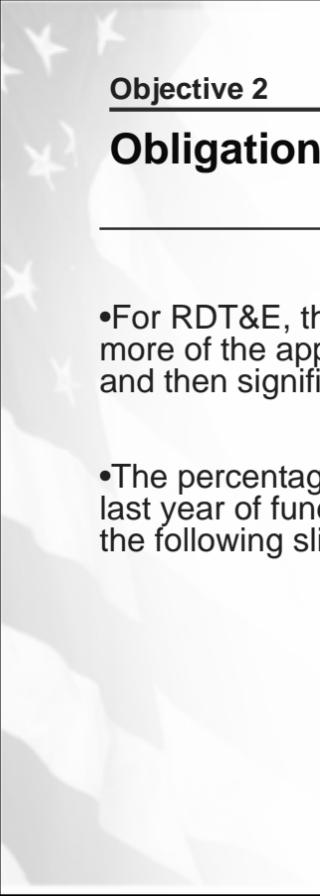 Objective 2
Obligation
•For RDT&E, th
more of the app
and then signifi
•The percentag
last year of fun
the following sli